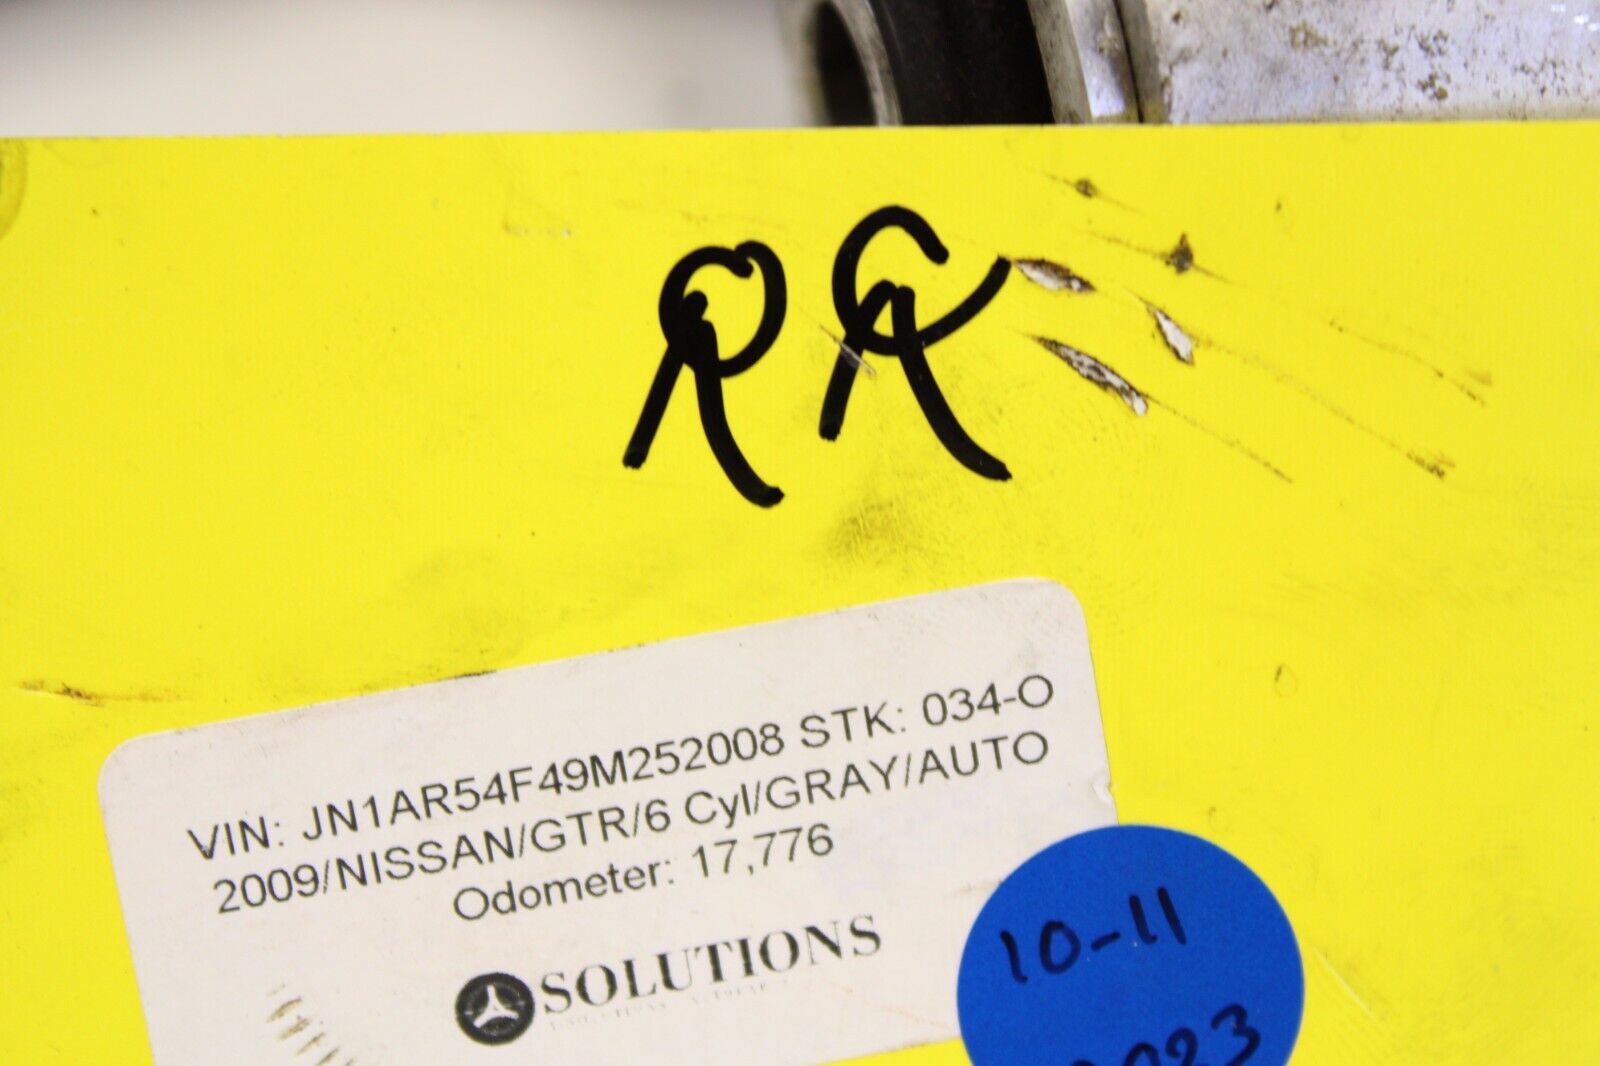 RR
VIN: JN1AR54F49M252008 STK: 034-O
2009/NISSAN/GTR/6 Cyl/GRAY/AUTO
Odometer: 17,776
SOLUTIONS
10-11